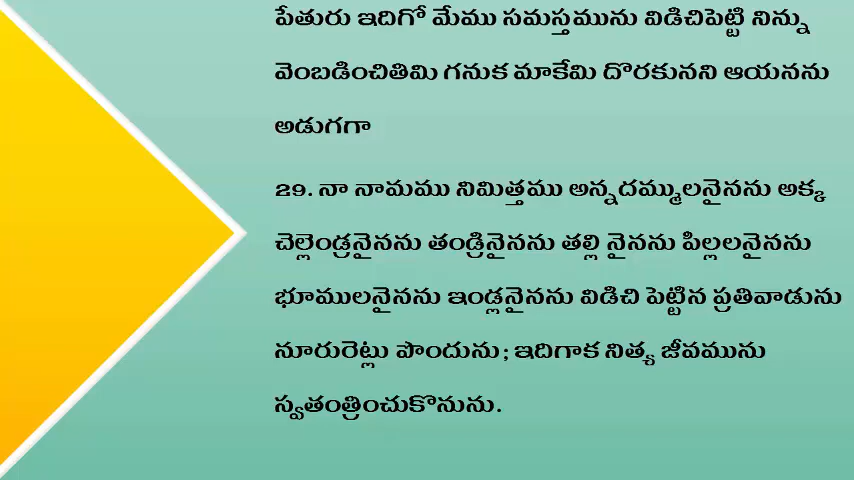 పేతురు ఇదిగో మేము సమస్తమును విడిచిపెట్టి నిన్ను
వెంబడించితిమి గనుక మాకేమి దొరకునని ఆయనను
అడుగగా
29. నా నామము నిమిత్తము అన్నదమ్ములనైనను అక్క
చెల్లెండ్రనైనను తండ్రినైనను తల్లి నైనను పిల్లలనైనను
భూములనైనను ఇండ్లనైనను విడిచి పెట్టిన ప్రతివాడును
నూరురెట్లు పొందును; ఇదిగాక నిత్య జీవమును
స్వతంత్రించుకొనును.